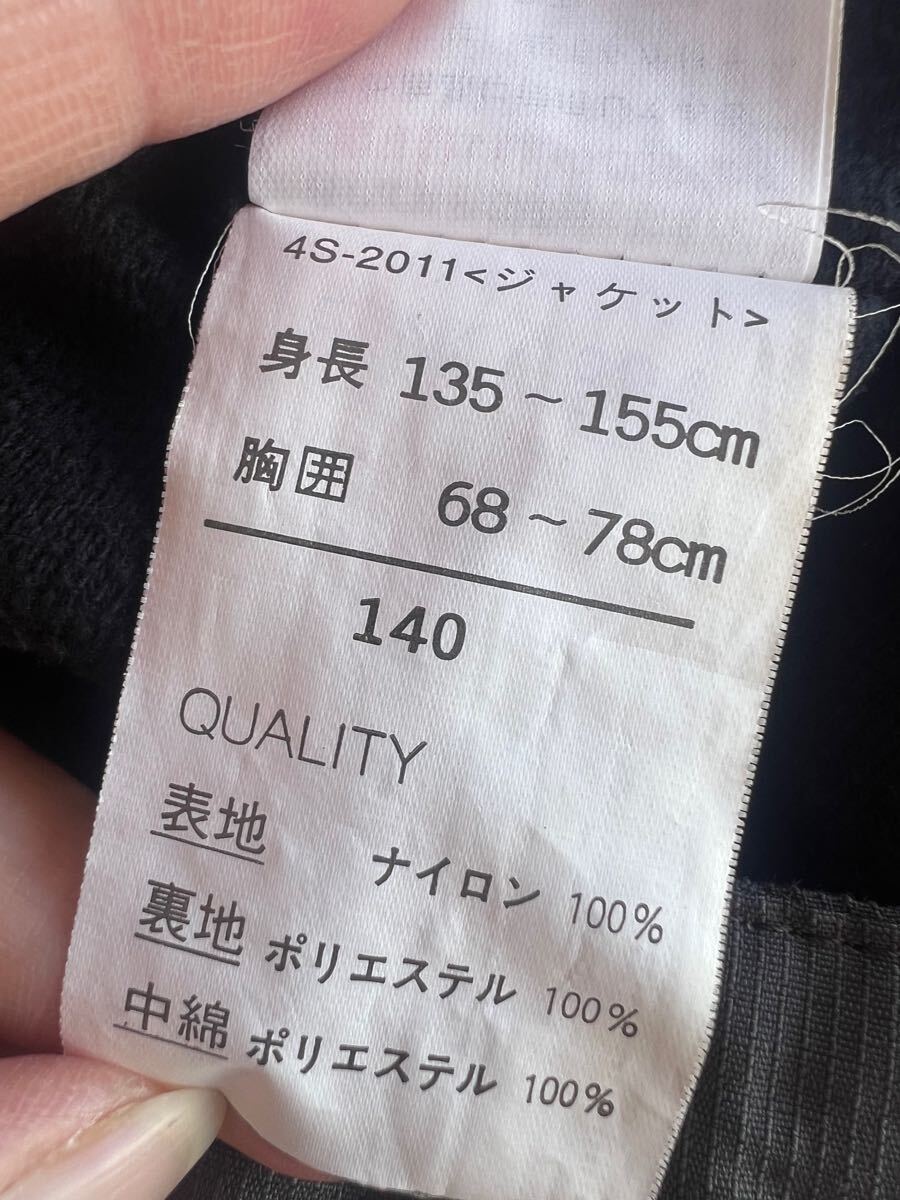 4S-2011<ジャケット>
身長 135～155cm
胸囲 68～78cm
140
QUALITY
表地 ナイロン 100%
裏地 ポリエステル 100%
中綿 ポリエステル 100%